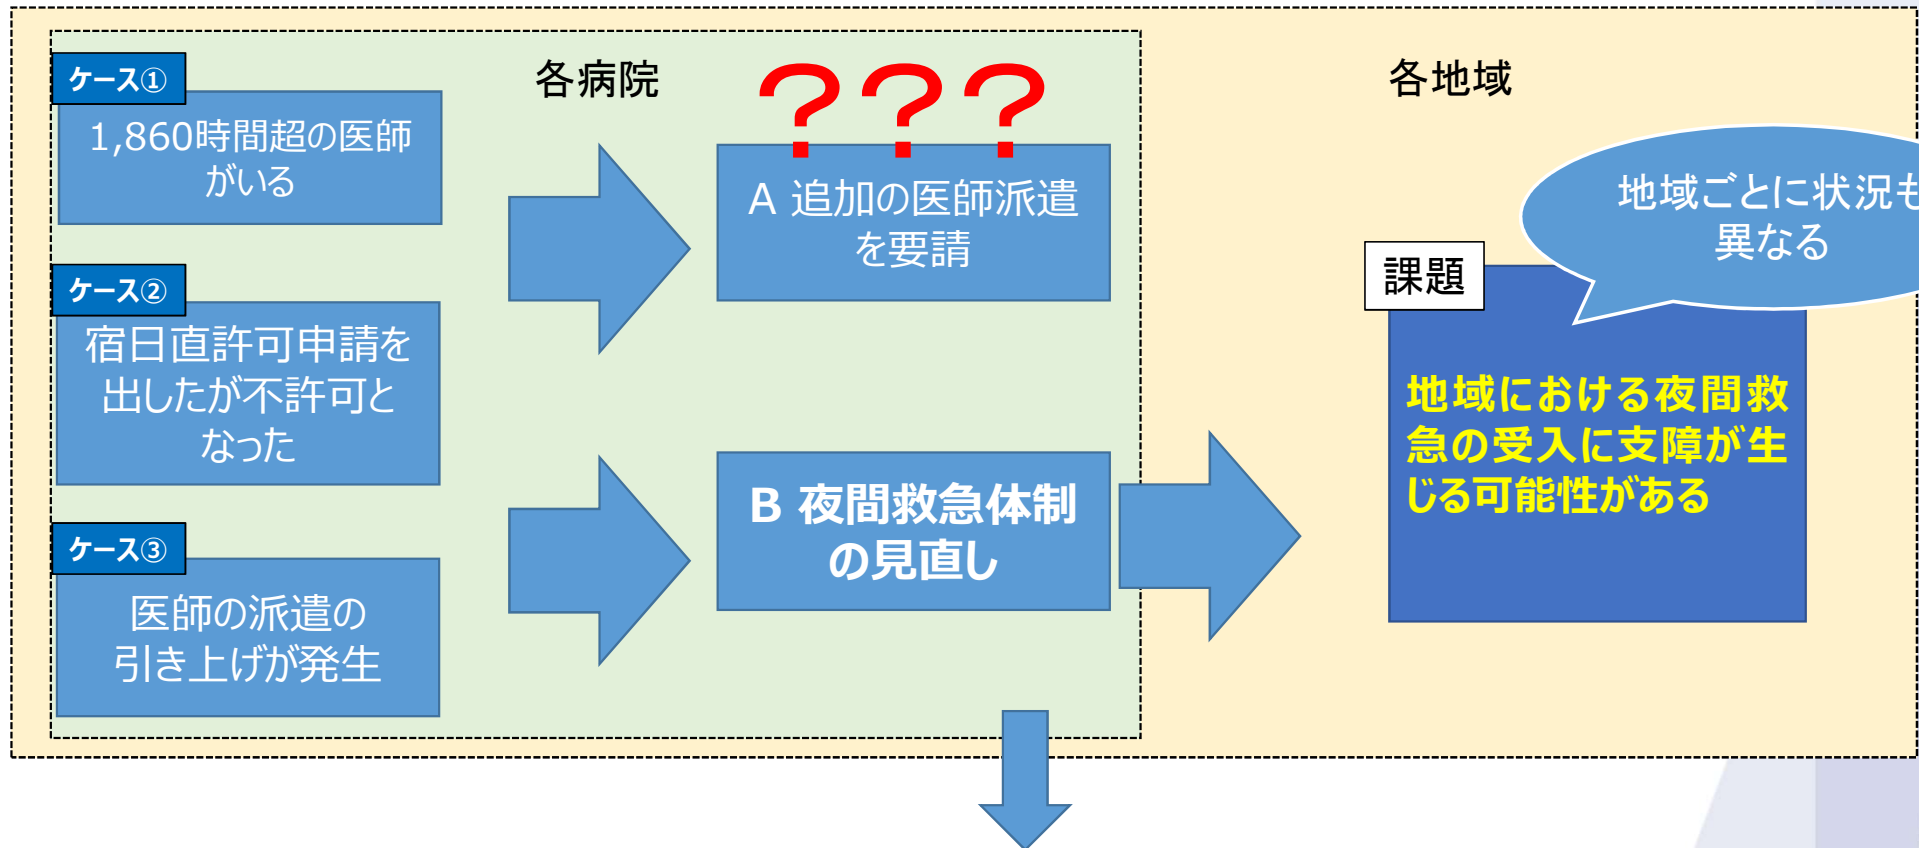 ケース①
1,860時間超の医師
がいる
ケース②
宿日直許可申請を
出したが不許可と
なった
ケース③
医師の派遣の
引き上げが発生
各病院
???
A 追加の医師派遣
を要請
B 夜間救急体制
の見直し
各地域
地域ごとに状況も
異なる
課題
地域における夜間救
急の受入に支障が生
じる可能性がある